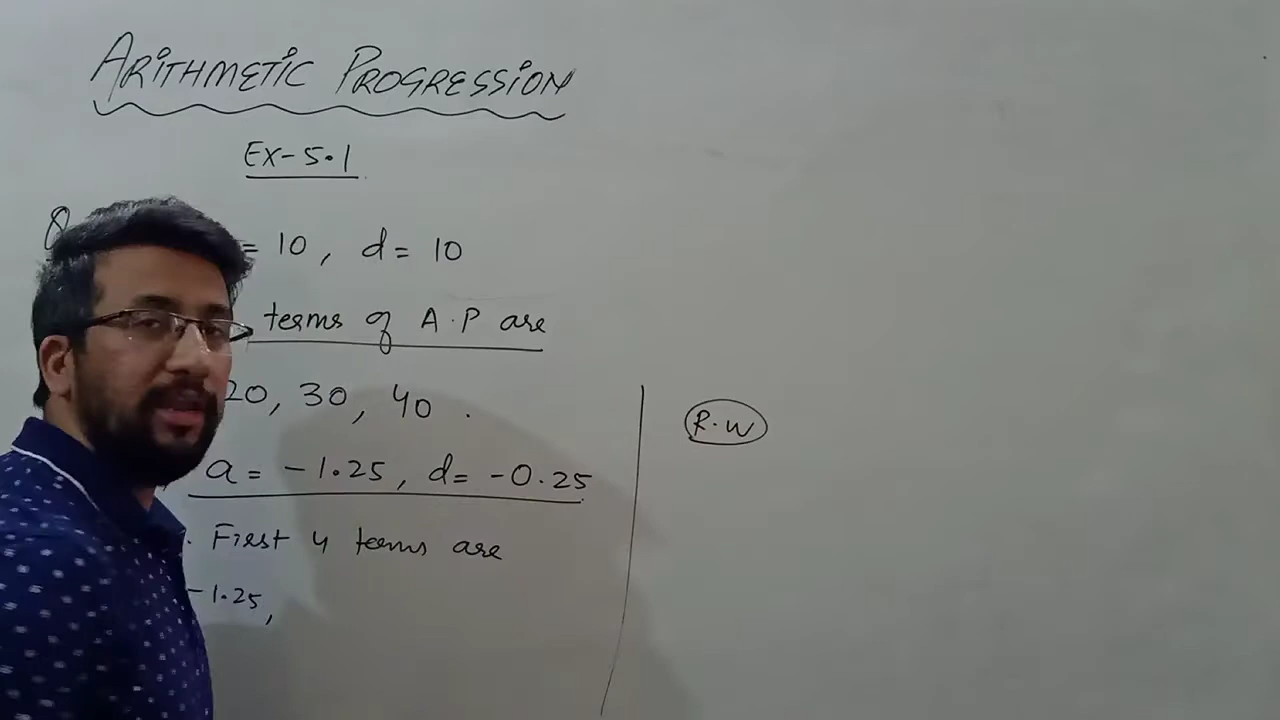 ARITHMETIC PROGRESSION
Ex-5.1
= 10, d = 10
terms of A.P are
20, 30, 40.
a = -1.25, d = -0.25
R.W
First 4 terms are
-1.25,